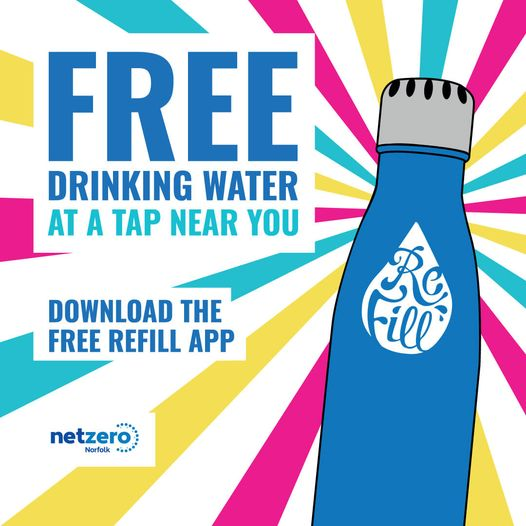 FREE
DRINKING WATER
AT A TAP NEAR YOU
DOWNLOAD THE
FREE REFILL APP
netzero
Norfolk
Re
Fill